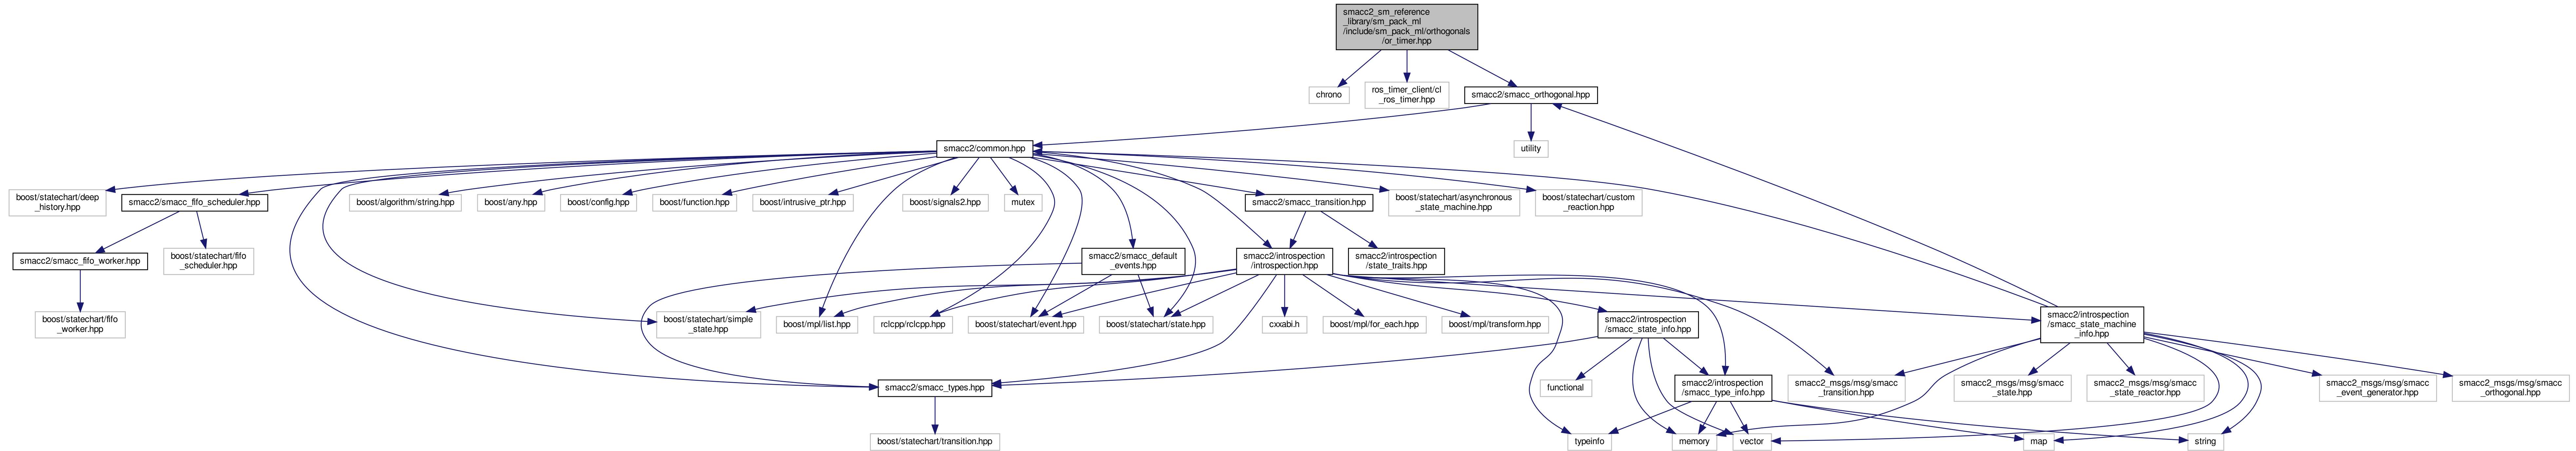 smacc2_sm_reference
_library/sm_pack_ml
/include/sm_pack_ml/orthogonals
/or_timer.hpp
chrono
ros_timer_client/cl
_ros_timer.hpp
smacc2/smacc_orthogonal.hpp
smacc2/common.hpp
utility
boost/statechart/deep
_history.hpp
smacc2/smacc_fifo_scheduler.hpp
boost/algorithm/string.hpp
boost/any.hpp
boost/config.hpp
boost/function.hpp
boost/intrusive_ptr.hpp
boost/signals2.hpp
mutex
smacc2/smacc_transition.hpp
boost/statechart/asynchronous
_state_machine.hpp
boost/statechart/custom
_reaction.hpp
smacc2/smacc_fifo_worker.hpp
boost/statechart/fifo
_scheduler.hpp
smacc2/smacc_default
_events.hpp
smacc2/introspection
/introspection.hpp
smacc2/introspection
/state_traits.hpp
boost/statechart/fifo
_worker.hpp
boost/statechart/simple
_state.hpp
boost/mpl/list.hpp
rclcpp/rclcpp.hpp
boost/statechart/event.hpp
boost/statechart/state.hpp
cxxabi.h
boost/mpl/for_each.hpp
boost/mpl/transform.hpp
smacc2/introspection
/smacc_state_info.hpp
smacc2/introspection
/smacc_state_machine
_info.hpp
smacc2/smacc_types.hpp
functional
smacc2/introspection
/smacc_type_info.hpp
smacc2_msgs/msg/smacc
_transition.hpp
smacc2_msgs/msg/smacc
_state.hpp
smacc2_msgs/msg/smacc
_state_reactor.hpp
smacc2_msgs/msg/smacc
_event_generator.hpp
smacc2_msgs/msg/smacc
_orthogonal.hpp
boost/statechart/transition.hpp
typeinfo
memory
vector
map
string